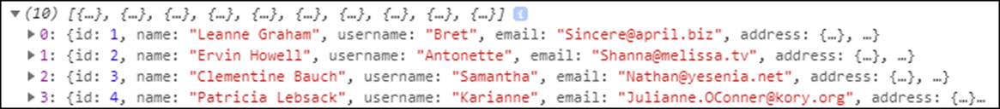 ▼(10) [{…}, {…}, {…}, {…}, {…}, {…}, {…}, {…}, {…}, {…}] i
▶0: {id: 1, name: "Leanne Graham", username: "Bret", email: "Sincere@april.biz", address: {…}, …}
▶1: {id: 2, name: "Ervin Howell", username: "Antonette", email: "Shanna@melissa.tv", address: {…}, …}
▶2: {id: 3, name: "Clementine Bauch", username: "Samantha", email: "Nathan@yesenia.net", address: {…}, …}
▶3: {id: 4, name: "Patricia Lebsack", username: "Karianne", email: "Julianne.OConner@kory.org", address: {…}…